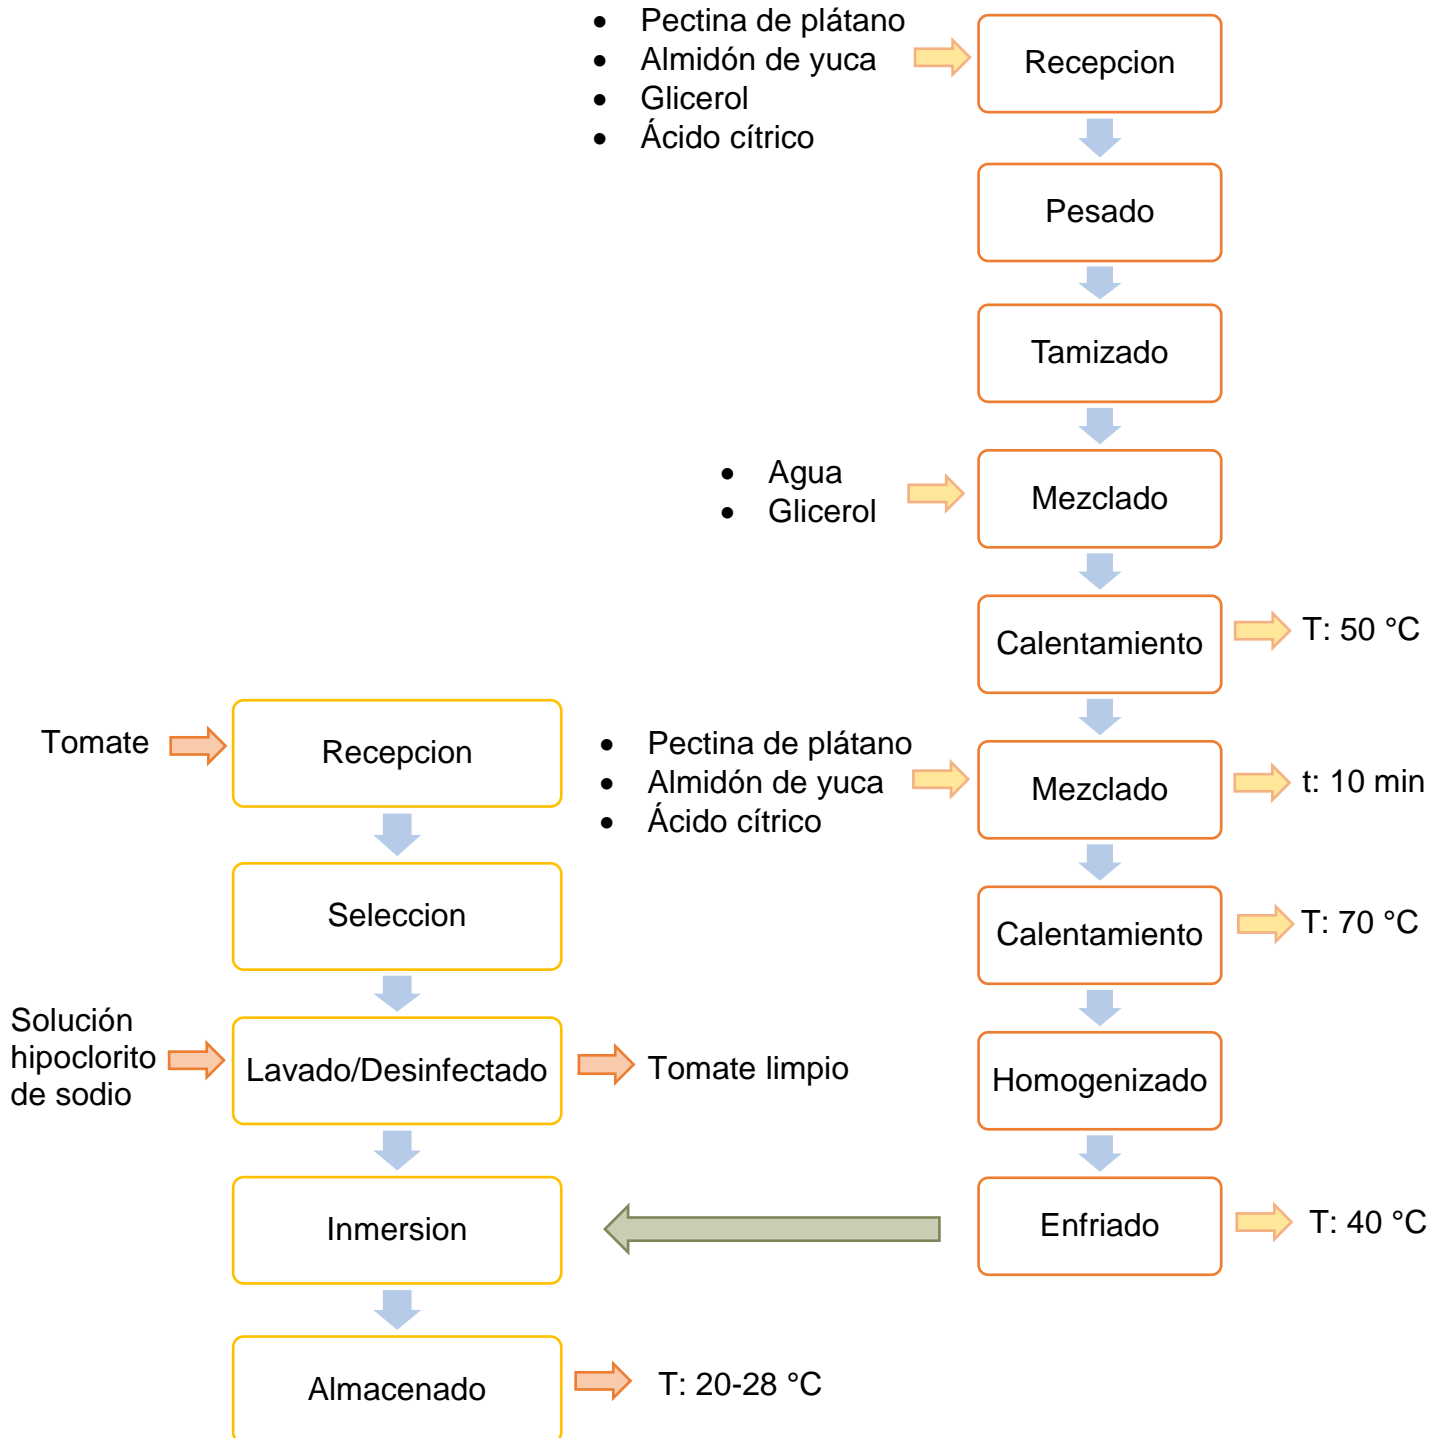 • Pectina de plátano
• Almidón de yuca
• Glicerol
• Ácido cítrico
Recepcion
Pesado
Tamizado
• Agua
• Glicerol
Mezclado
Calentamiento
T: 50 °C
• Pectina de plátano
• Almidón de yuca
• Ácido cítrico
Mezclado
t: 10 min
Calentamiento
T: 70 °C
Homogenizado
Enfriado
T: 40 °C
Tomate
Recepcion
Seleccion
Solución
hipoclorito
de sodio
Lavado/Desinfectado
Tomate limpio
Inmersion
Almacenado
T: 20-28 °C